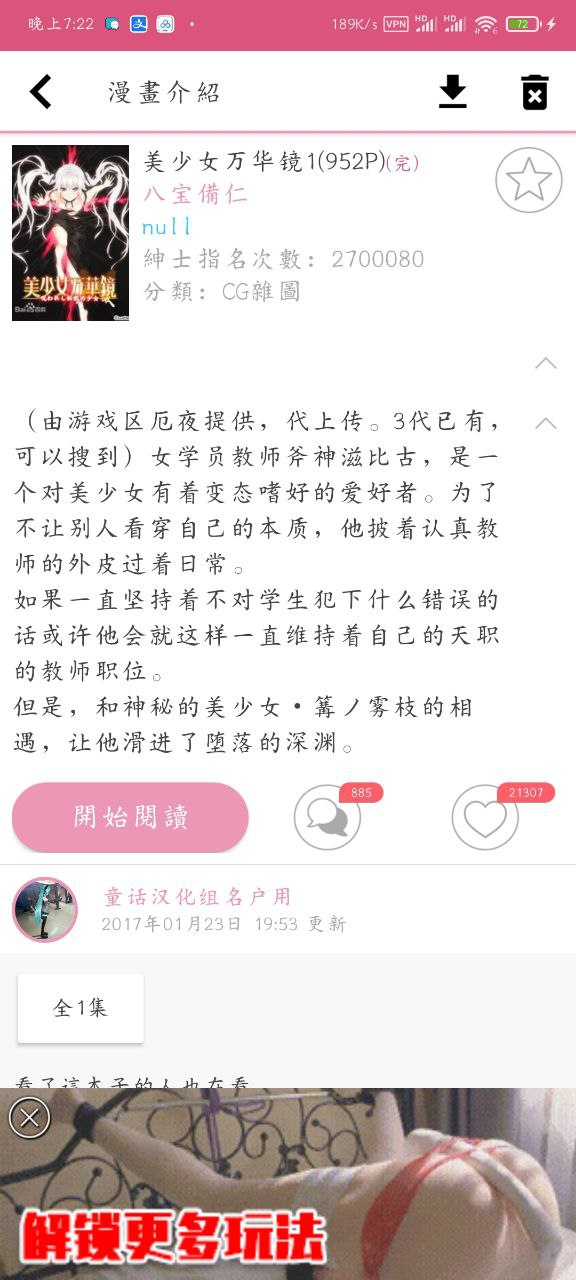 晚上7:22
189K/s VPN HD HD 72
漫畫介紹
美少女万华镜1(952P)(完)
八宝備仁
null
紳士指名次數：2700080
分類：CG雜圖
美少女万華鏡
Bai百科
（由游戏区厄夜提供，代上传。3代已有，
可以搜到）女学员教师斧神滋比古，是一
个对美少女有着变态嗜好的爱好者。为了
不让别人看穿自己的本质，他披着认真教
师的外皮过着日常。
如果一直坚持着不对学生犯下什么错误的
话或许他会就这样一直维持着自己的天职
的教师职位。
但是，和神秘的美少女・篝ノ雾枝的相
遇，让他滑进了堕落的深渊。
開始閱讀
885
21307
童话汉化组名户用
2017年01月23日 19:53 更新
全1集
看了這本子的人也在看
解锁更多玩法